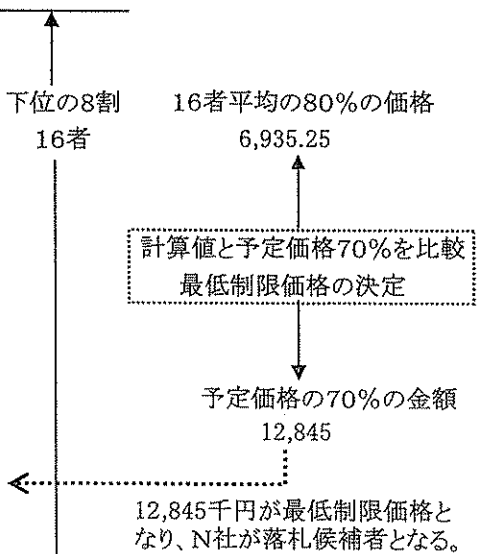 下位の8割
16者
16者平均の80%の価格
6,935.25
計算値と予定価格70%を比較
最低制限価格の決定
予定価格の70%の金額
12,845
12,845千円が最低制限価格と
なり、N社が落札候補者となる。